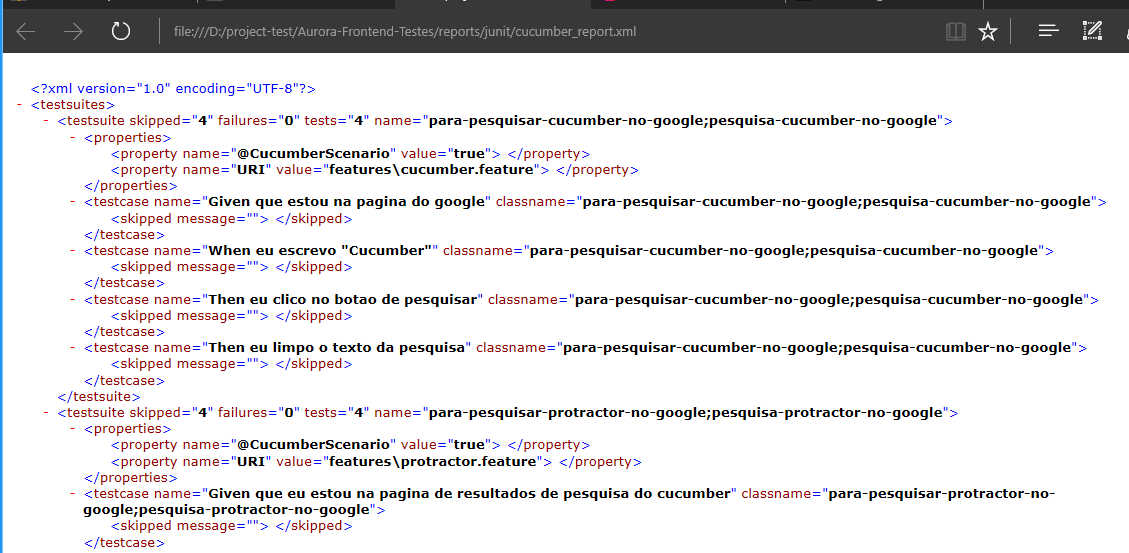 file:///D:/project-test/Aurora-Frontend-Testes/reports/junit/cucumber_report.xml
<?xml version="1.0" encoding="UTF-8"?>
- <testsuites>
- <testsuite skipped="4" failures="0" tests="4" name="para-pesquisar-cucumber-no-google;pesquisa-cucumber-no-google">
- <properties>
<property name="@CucumberScenario" value="true"> </property>
<property name="URI" value="features\cucumber.feature"> </property>
</properties>
- <testcase name="Given que estou na pagina do google" classname="para-pesquisar-cucumber-no-google;pesquisa-cucumber-no-google">
<skipped message=""> </skipped>
</testcase>
- <testcase name="When eu escrevo "Cucumber"" classname="para-pesquisar-cucumber-no-google;pesquisa-cucumber-no-google">
<skipped message=""> </skipped>
</testcase>
- <testcase name="Then eu clico no botao de pesquisar" classname="para-pesquisar-cucumber-no-google;pesquisa-cucumber-no-google">
<skipped message=""> </skipped>
</testcase>
- <testcase name="Then eu limpo o texto da pesquisa" classname="para-pesquisar-cucumber-no-google;pesquisa-cucumber-no-google">
<skipped message=""> </skipped>
</testcase>
</testsuite>
- <testsuite skipped="4" failures="0" tests="4" name="para-pesquisar-protractor-no-google;pesquisa-protractor-no-google">
- <properties>
<property name="@CucumberScenario" value="true"> </property>
<property name="URI" value="features\protractor.feature"> </property>
</properties>
- <testcase name="Given que eu estou na pagina de resultados de pesquisa do cucumber" classname="para-pesquisar-protractor-no-
google;pesquisa-protractor-no-google">
<skipped message=""> </skipped>
</testcase>